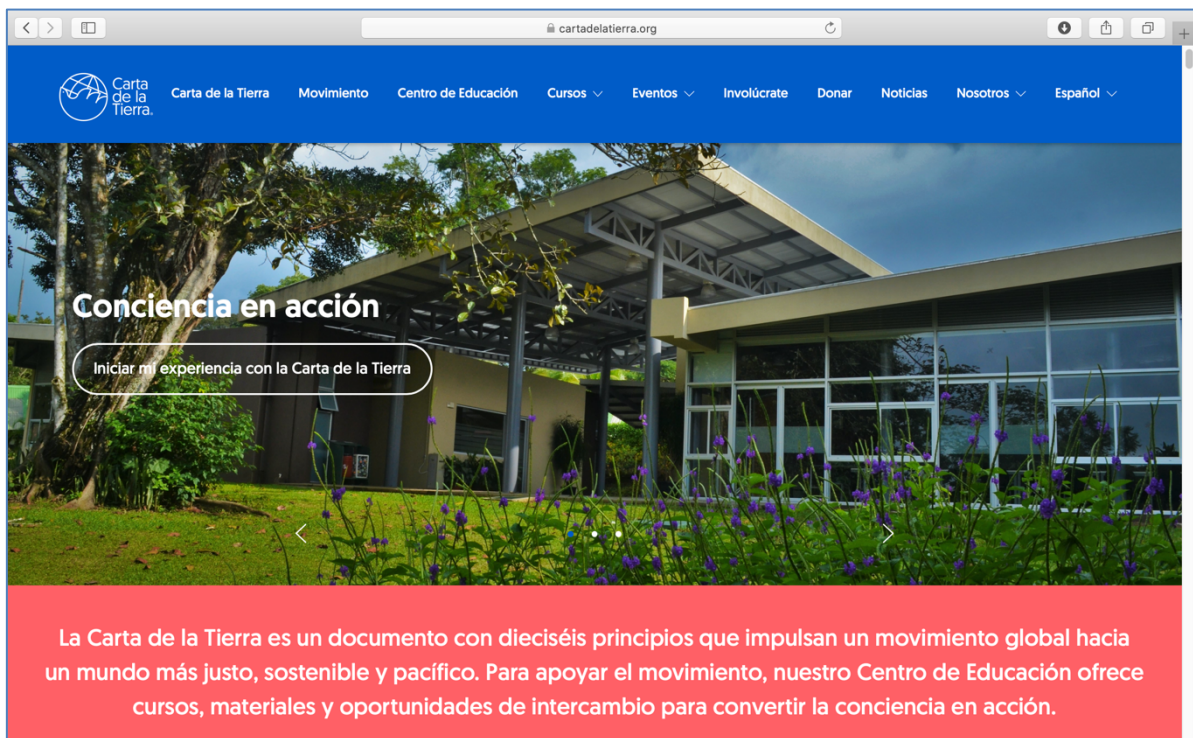 cartadelatierra.org
Carta
de la
Tierra.
Carta de la Tierra Movimiento Centro de Educación Cursos Eventos Involúcrate Donar Noticias Nosotros Español
Conciencia en acción
Iniciar mi experiencia con la Carta de la Tierra
La Carta de la Tierra es un documento con dieciséis principios que impulsan un movimiento global hacia
un mundo más justo, sostenible y pacífico. Para apoyar el movimiento, nuestro Centro de Educación ofrece
cursos, materiales y oportunidades de intercambio para convertir la conciencia en acción.